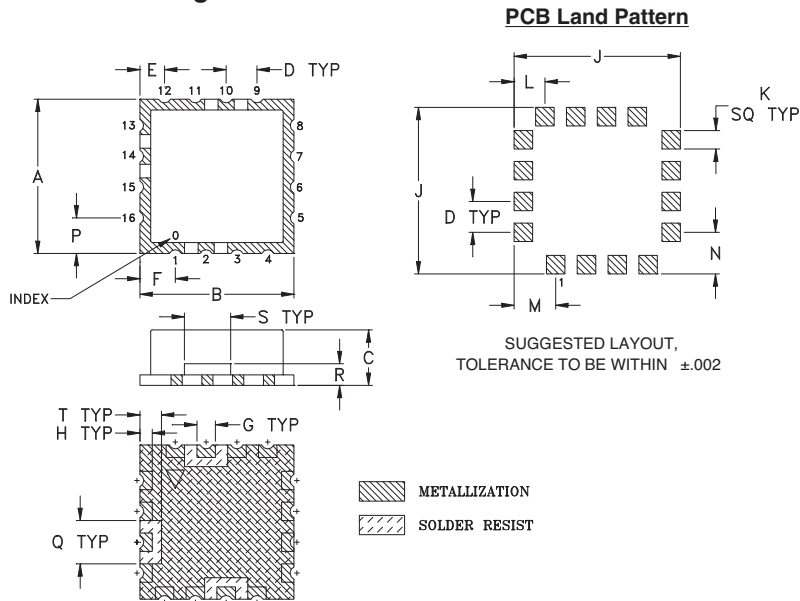 PCB Land Pattern
E
D TYP
12 11 10 9
13
14
15
16
8
7
6
5
A
P
0
1 2 3 4
F
B
INDEX
S TYP
C
R
T TYP
H TYP
G TYP
Q TYP
J
L
K
SQ TYP
J
D TYP
N
1
M
SUGGESTED LAYOUT,
TOLERANCE TO BE WITHIN ±.002
METALLIZATION
SOLDER RESIST